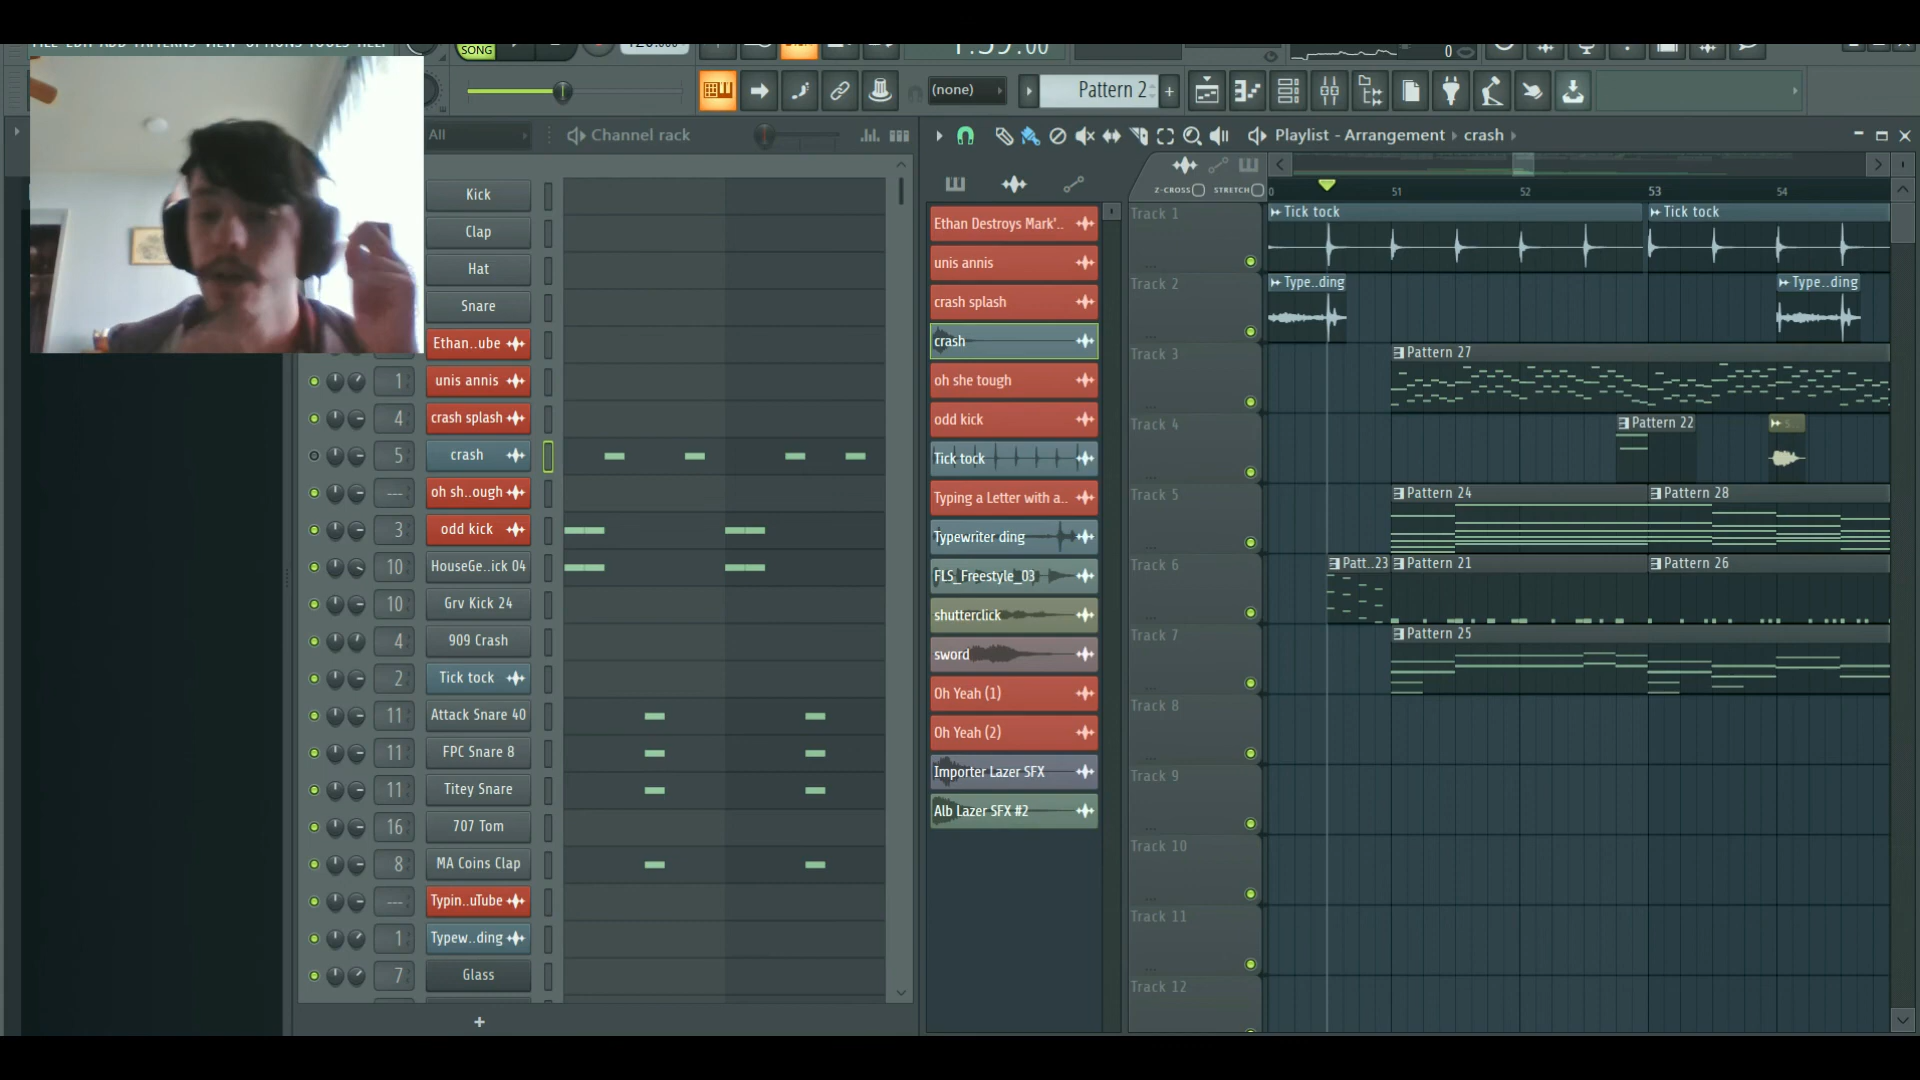 FILE EDIT ADD PATTERNS VIEW OPTIONS TOOLS HELP
SONG
0
(none)
Pattern 2
All
Channel rack
Playlist - Arrangement
crash
Z-CROSS
STRETCH
51
52
53
54
Kick
Clap
Hat
Snare
Ethan..ube
1 unis annis
4 crash splash
5 crash
--- oh sh..ough
3 odd kick
10 HouseGe..ick 04
10 Grv Kick 24
4 909 Crash
2 Tick tock
11 Attack Snare 40
11 FPC Snare 8
11 Titey Snare
16 707 Tom
8 MA Coins Clap
--- Typin..uTube
1 Typew..ding
7 Glass
+
Ethan Destroys Mark'..
unis annis
crash splash
crash
oh she tough
odd kick
Tick tock
Typing a Letter with a..
Typewriter ding
FLS_Freestyle_03
shutterclick
sword
Oh Yeah (1)
Oh Yeah (2)
Importer Lazer SFX
Alb Lazer SFX #2
Track 1
Tick tock
Tick tock
Track 2
Type..ding
Type..ding
Track 3
Pattern 27
Track 4
Pattern 22
Track 5
Pattern 24
Pattern 28
Track 6
Patt..23
Pattern 21
Pattern 26
Track 7
Pattern 25
Track 8
Track 9
Track 10
Track 11
Track 12